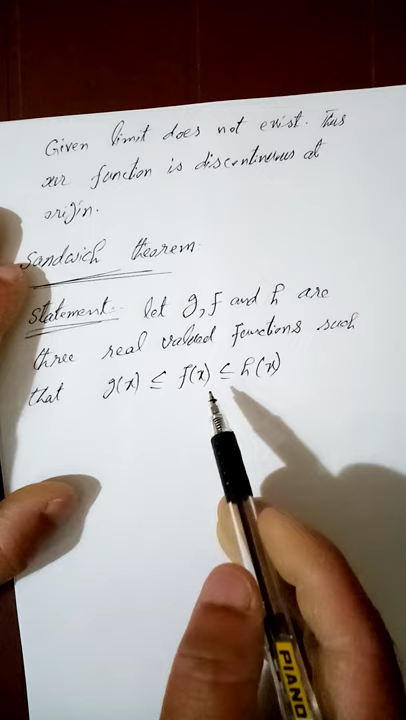 Given limit does not exist. Thus
our function is discontinuous at
origin.
Sandwich theorem.
Statement: let g, f and h are
three real valued functions such
that g(x) ≤ f(x) ≤ h(x)
PIANO